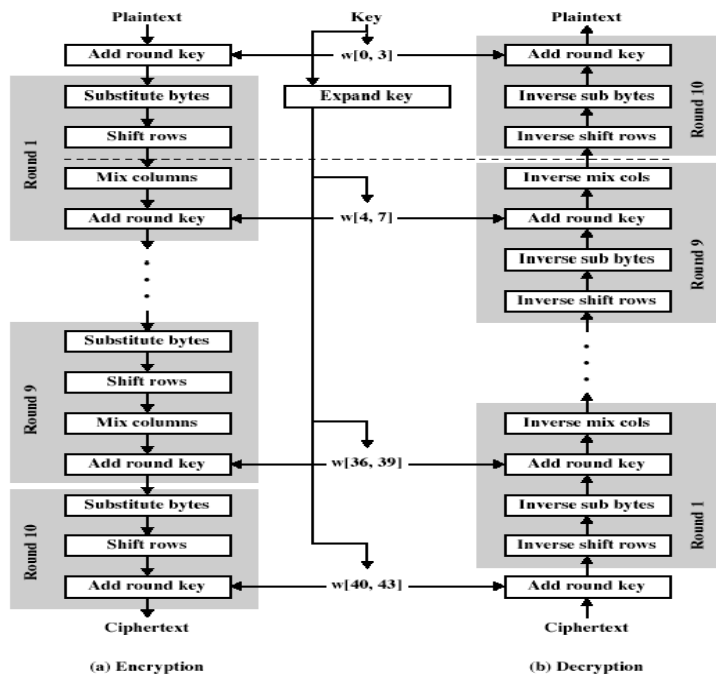 Plaintext
Add round key
Round 1
Substitute bytes
Shift rows
Mix columns
Add round key
Round 9
Substitute bytes
Shift rows
Mix columns
Add round key
Round 10
Substitute bytes
Shift rows
Add round key
Ciphertext
(a) Encryption
Key
w[0, 3]
Expand key
w[4, 7]
w[36, 39]
w[40, 43]
Plaintext
Add round key
Inverse sub bytes
Inverse shift rows
Round 10
Inverse mix cols
Add round key
Inverse sub bytes
Inverse shift rows
Round 9
Inverse mix cols
Add round key
Inverse sub bytes
Inverse shift rows
Round 1
Add round key
Ciphertext
(b) Decryption